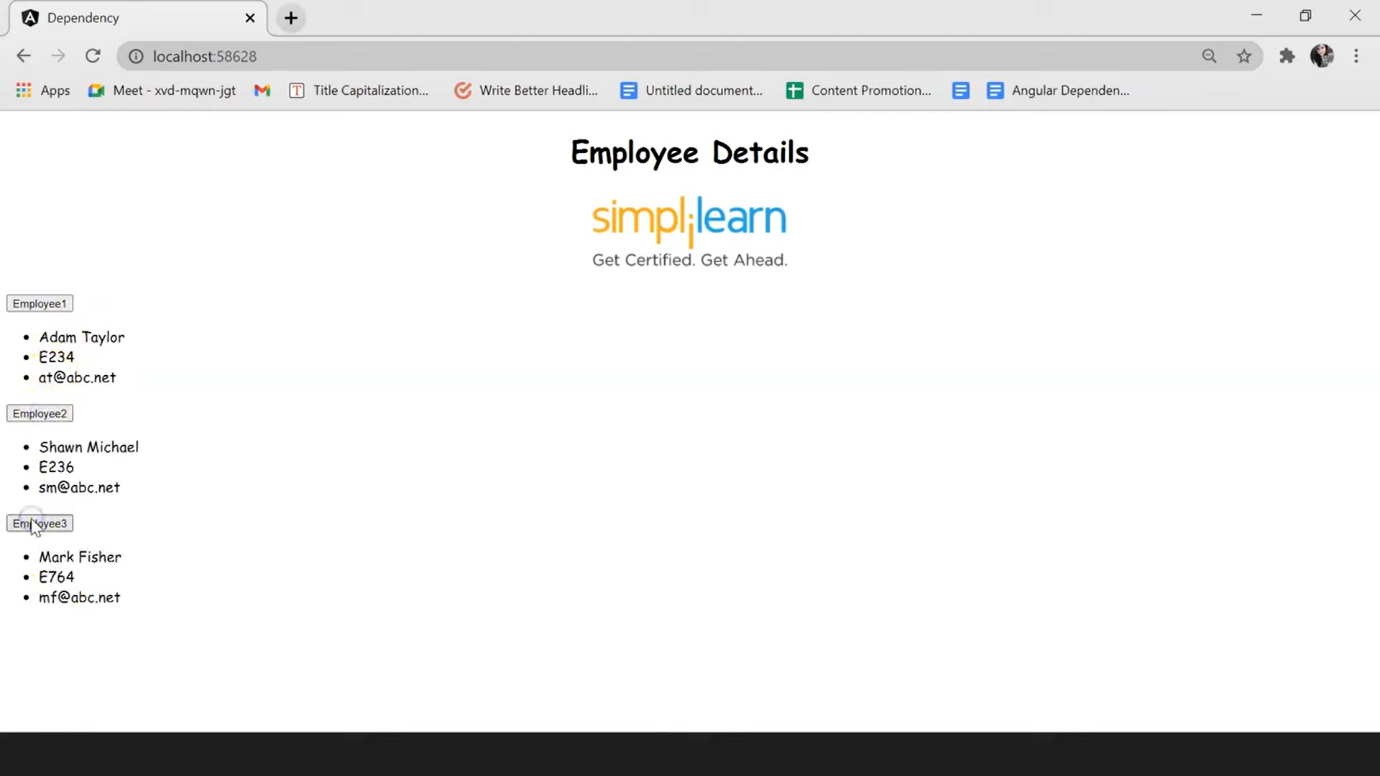 Dependency
localhost:58628
Apps Meet - xvd-mqwn-jgt Title Capitalization... Write Better Headli... Untitled document... Content Promotion... Angular Dependen...
Employee Details
simplilearn
Get Certified. Get Ahead.
Employee1
Adam Taylor
E234
at@abc.net
Employee2
Shawn Michael
E236
sm@abc.net
Employee3
Mark Fisher
E764
mf@abc.net